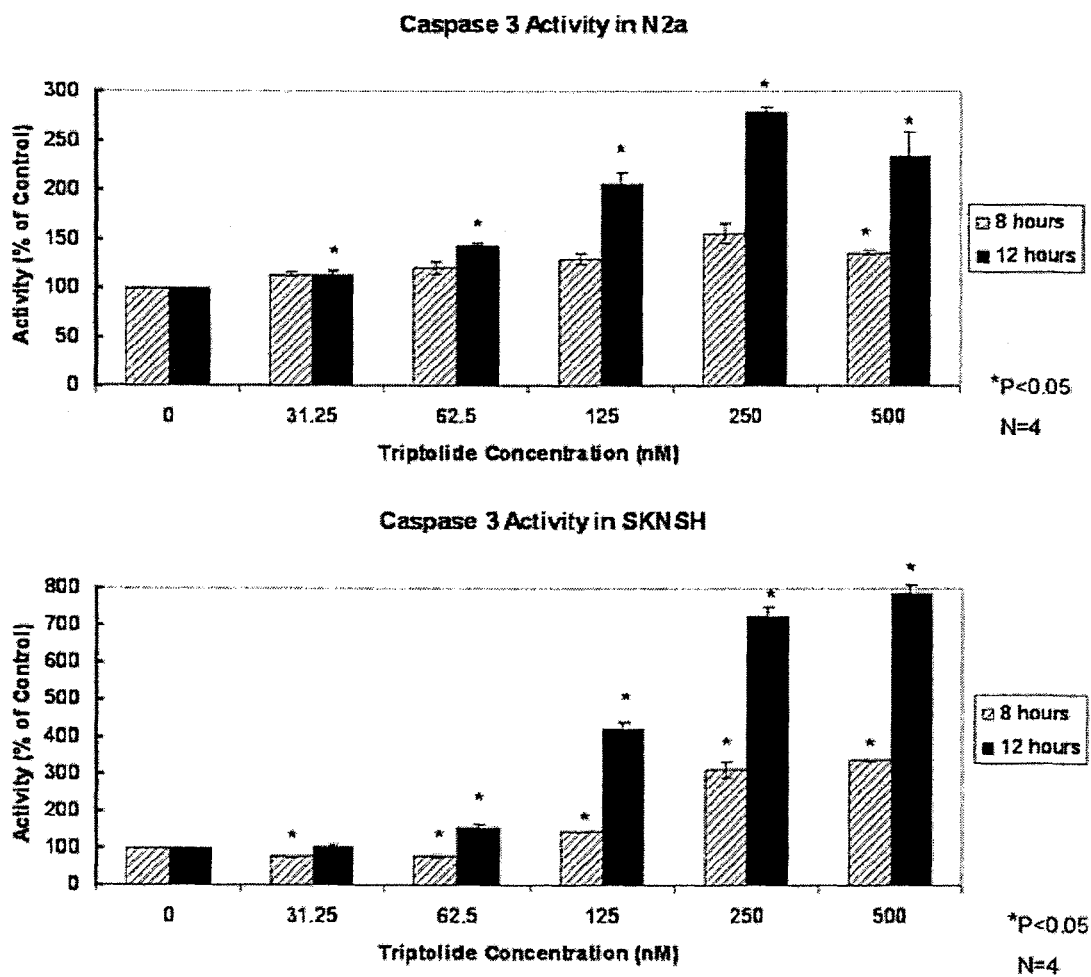 Caspase 3 Activity in N2a
Activity (% of Control)
300
250
200
150
100
50
0
* * * * * *
0 31.25 62.5 125 250 500
Triptolide Concentration (nM)
8 hours
12 hours
*P<0.05
N=4
Caspase 3 Activity in SKNSH
Activity (% of Control)
800
700
600
500
400
300
200
100
0
* * * * * * * * *
0 31.25 62.5 125 250 500
Triptolide Concentration (nM)
8 hours
12 hours
*P<0.05
N=4